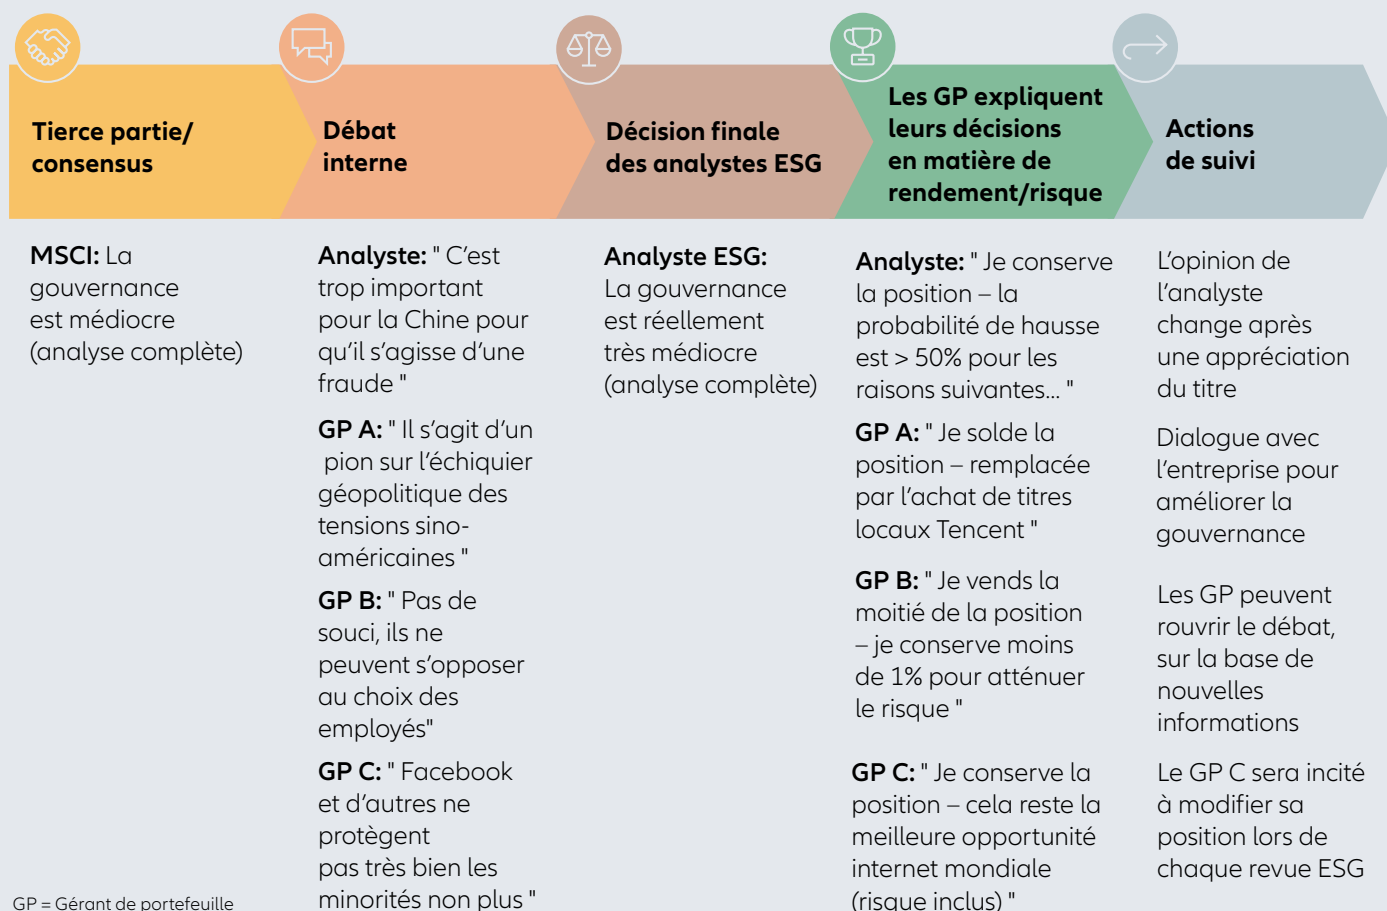 Tierce partie/
consensus
Débat
interne
Décision finale
des analystes ESG
Les GP expliquent
leurs décisions
en matière de
rendement/risque
Actions
de suivi
MSCI: La
gouvernance
est médiocre
(analyse complète)
Analyste: " C’est
trop important
pour la Chine pour
qu’il s’agisse d’une
fraude "
GP A: " Il s’agit d’un
pion sur l’échiquier
géopolitique des
tensions sino-
américaines "
GP B: " Pas de
souci, ils ne
peuvent s’opposer
au choix des
employés"
GP C: " Facebook
et d’autres ne
protègent
pas très bien les
minorités non plus "
Analyste ESG:
La gouvernance
est réellement
très médiocre
(analyse complète)
Analyste: " Je conserve
la position – la
probabilité de hausse
est > 50% pour les
raisons suivantes... "
GP A: " Je solde la
position – remplacée
par l’achat de titres
locaux Tencent "
GP B: " Je vends la
moitié de la position
– je conserve moins
de 1% pour atténuer
le risque "
GP C: " Je conserve la
position – cela reste la
meilleure opportunité
internet mondiale
(risque inclus) "
L’opinion de
l’analyste
change après
une appréciation
du titre
Dialogue avec
l’entreprise pour
améliorer la
gouvernance
Les GP peuvent
rouvrir le débat,
sur la base de
nouvelles
informations
Le GP C sera incité
à modifier sa
position lors de
chaque revue ESG
GP = Gérant de portefeuille